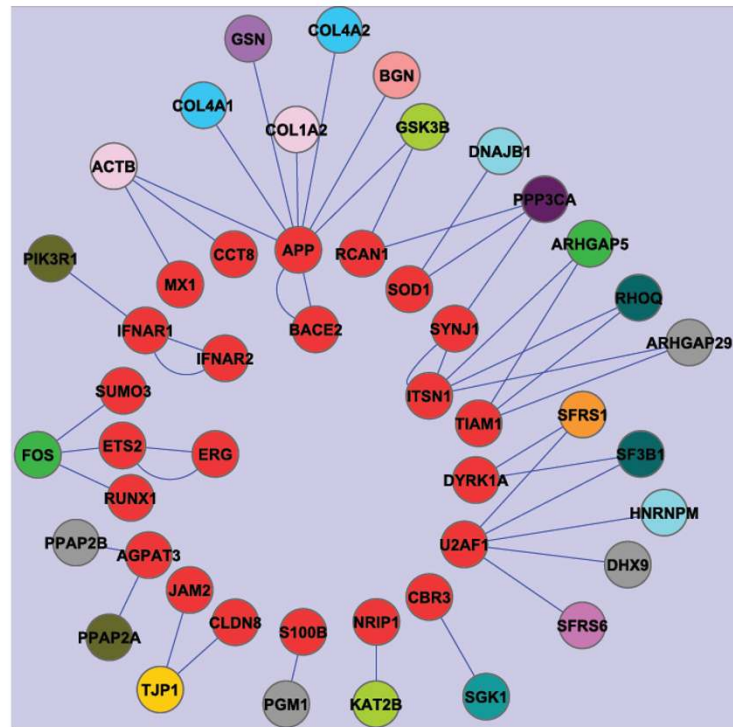 COL4A2
GSN
BGN
COL4A1
COL1A2
GSK3B
DNAJB1
ACTB
PPP3CA
ARHGAP5
CCT8
APP
RCAN1
PIK3R1
MX1
SOD1
RHOQ
IFNAR1
BACE2
SYNJ1
ARHGAP29
IFNAR2
SUMO3
ITSN1
TIAM1
SFRS1
FOS
ETS2
ERG
DYRK1A
SF3B1
RUNX1
HNRNPM
PPAP2B
AGPAT3
U2AF1
DHX9
JAM2
CBR3
PPAP2A
CLDN8
S100B
NRIP1
SFRS6
TJP1
PGM1
KAT2B
SGK1